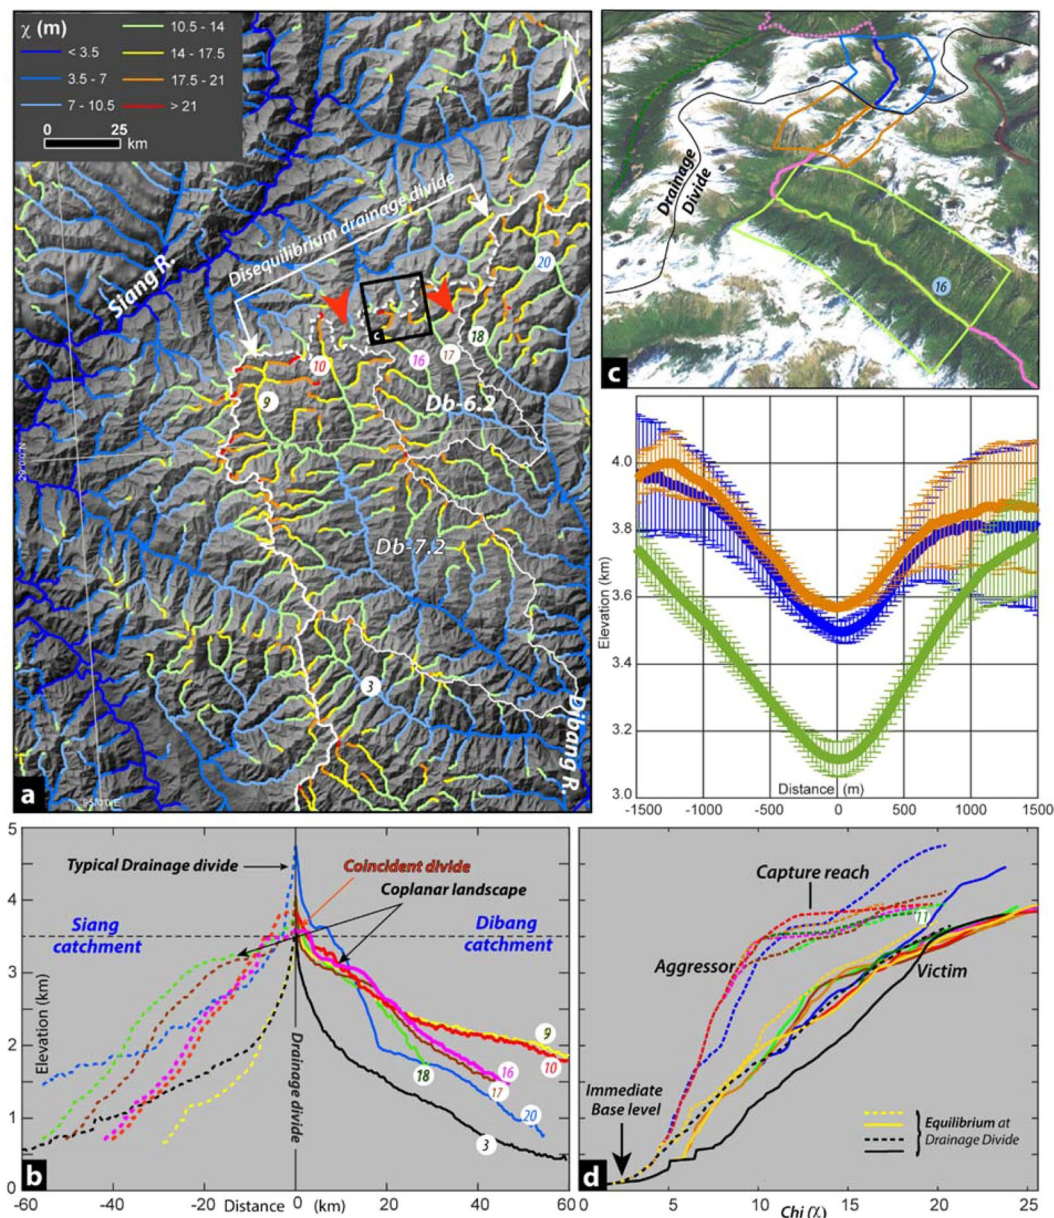 χ (m)
< 3.5
3.5 - 7
7 - 10.5
10.5 - 14
14 - 17.5
17.5 - 21
> 21
0 25
km
N
Disequilibrium drainage divide
Siang R.
20
c
18
17
16
10
9
Db-6.2
Db-7.2
3
Dibang R.
a
Drainage
Divide
16
c
4.0
3.8
3.6
3.4
3.2
3.0
Elevation (km)
-1500 -1000 -500 0 500 1000 1500
Distance (m)
5
4
3
2
1
0
Elevation (km)
Typical Drainage divide
Coincident divide
Coplanar landscape
Siang
catchment
Dibang
catchment
Drainage divide
9
10
16
17
18
20
3
b
-60 -40 -20 0 20 40 60
Distance (km)
Capture reach
11
Aggressor
Victim
Immediate
Base level
Equilibrium at
Drainage Divide
d
0 5 10 15 20 25
Chi (χ)